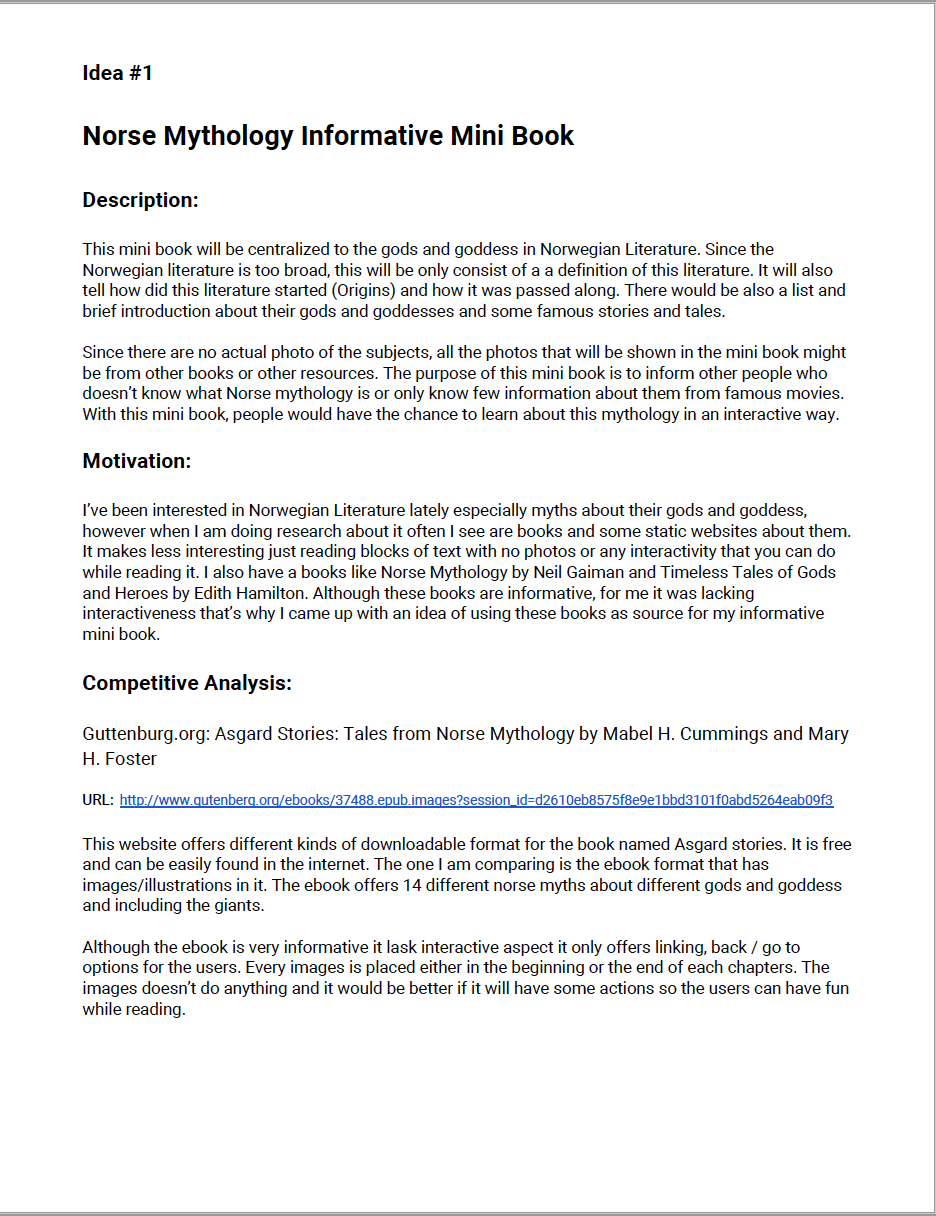 Idea #1
Norse Mythology Informative Mini Book
Description:
This mini book will be centralized to the gods and goddess in Norwegian Literature. Since the
Norwegian literature is too broad, this will be only consist of a a definition of this literature. It will also
tell how did this literature started (Origins) and how it was passed along. There would be also a list and
brief introduction about their gods and goddesses and some famous stories and tales.
Since there are no actual photo of the subjects, all the photos that will be shown in the mini book might
be from other books or other resources. The purpose of this mini book is to inform other people who
doesn’t know what Norse mythology is or only know few information about them from famous movies.
With this mini book, people would have the chance to learn about this mythology in an interactive way.
Motivation:
I’ve been interested in Norwegian Literature lately especially myths about their gods and goddess,
however when I am doing research about it often I see are books and some static websites about them.
It makes less interesting just reading blocks of text with no photos or any interactivity that you can do
while reading it. I also have a books like Norse Mythology by Neil Gaiman and Timeless Tales of Gods
and Heroes by Edith Hamilton. Although these books are informative, for me it was lacking
interactiveness that’s why I came up with an idea of using these books as source for my informative
mini book.
Competitive Analysis:
Guttenburg.org: Asgard Stories: Tales from Norse Mythology by Mabel H. Cummings and Mary
H. Foster
URL: http://www.gutenberg.org/ebooks/37488.epub.images?session_id=d2610eb8575f8e9e1bbd3101f0abd5264eab09f3
This website offers different kinds of downloadable format for the book named Asgard stories. It is free
and can be easily found in the internet. The one I am comparing is the ebook format that has
images/illustrations in it. The ebook offers 14 different norse myths about different gods and goddess
and including the giants.
Although the ebook is very informative it lask interactive aspect it only offers linking, back / go to
options for the users. Every images is placed either in the beginning or the end of each chapters. The
images doesn’t do anything and it would be better if it will have some actions so the users can have fun
while reading.